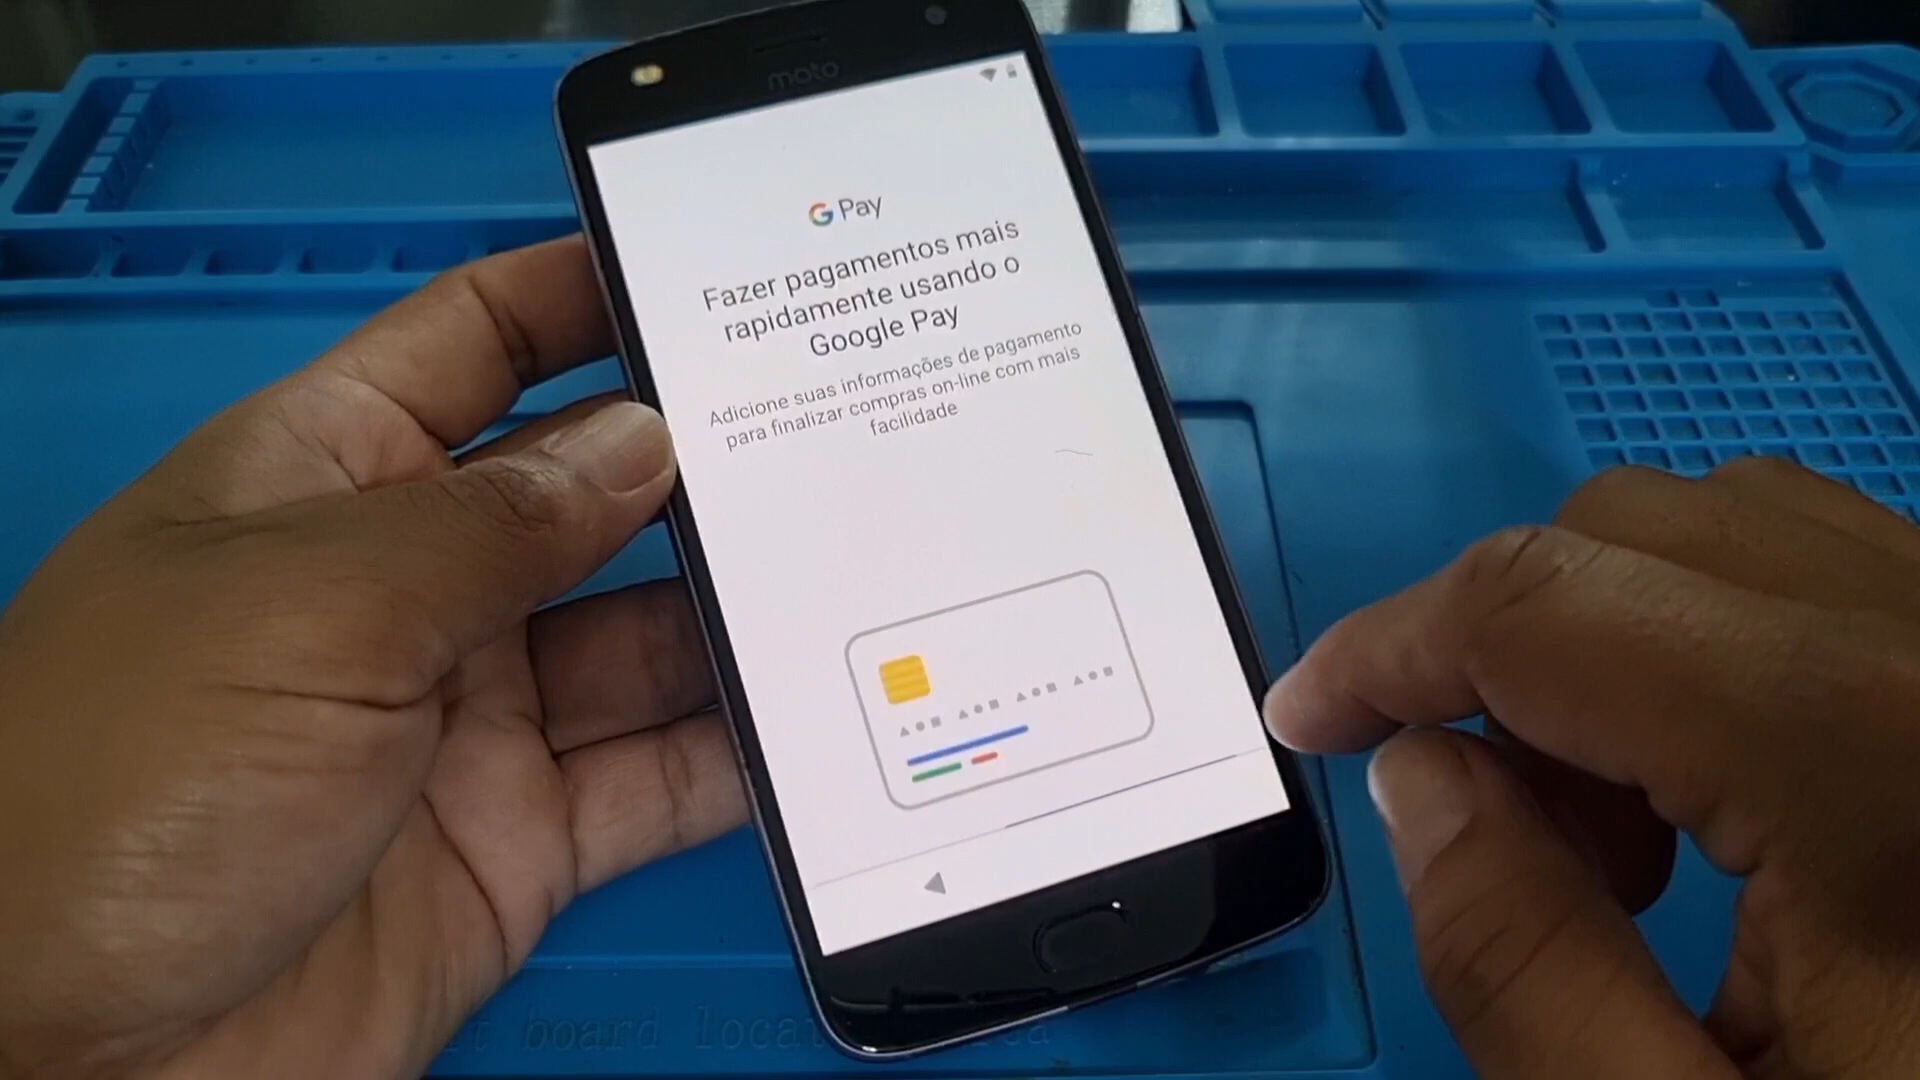 moto
G Pay
Fazer pagamentos mais
rapidamente usando o
Google Pay
Adicione suas informações de pagamento
para finalizar compras on-line com mais
facilidade
board